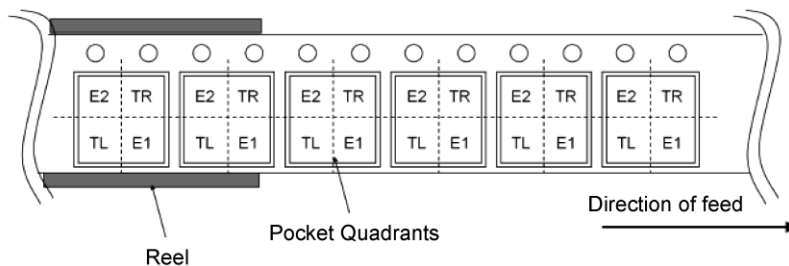 E2 TR E2 TR E2 TR E2 TR E2 TR E2 TR
TL E1 TL E1 TL E1 TL E1 TL E1 TL E1
Direction of feed
Pocket Quadrants
Reel